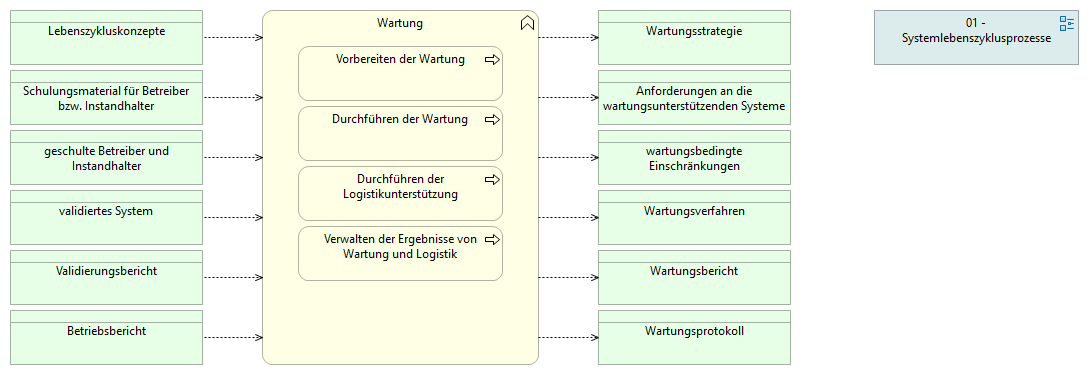 Lebenszykluskonzepte
Schulungsmaterial für Betreiber
bzw. Instandhalter
geschulte Betreiber und
Instandhalter
validiertes System
Validierungsbericht
Betriebsbericht
Wartung
Vorbereiten der Wartung
Durchführen der Wartung
Durchführen der
Logistikunterstützung
Verwalten der Ergebnisse von
Wartung und Logistik
Wartungsstrategie
Anforderungen an die
wartungsunterstützenden Systeme
wartungsbedingte
Einschränkungen
Wartungsverfahren
Wartungsbericht
Wartungsprotokoll
01 -
Systemlebenszyklusprozesse